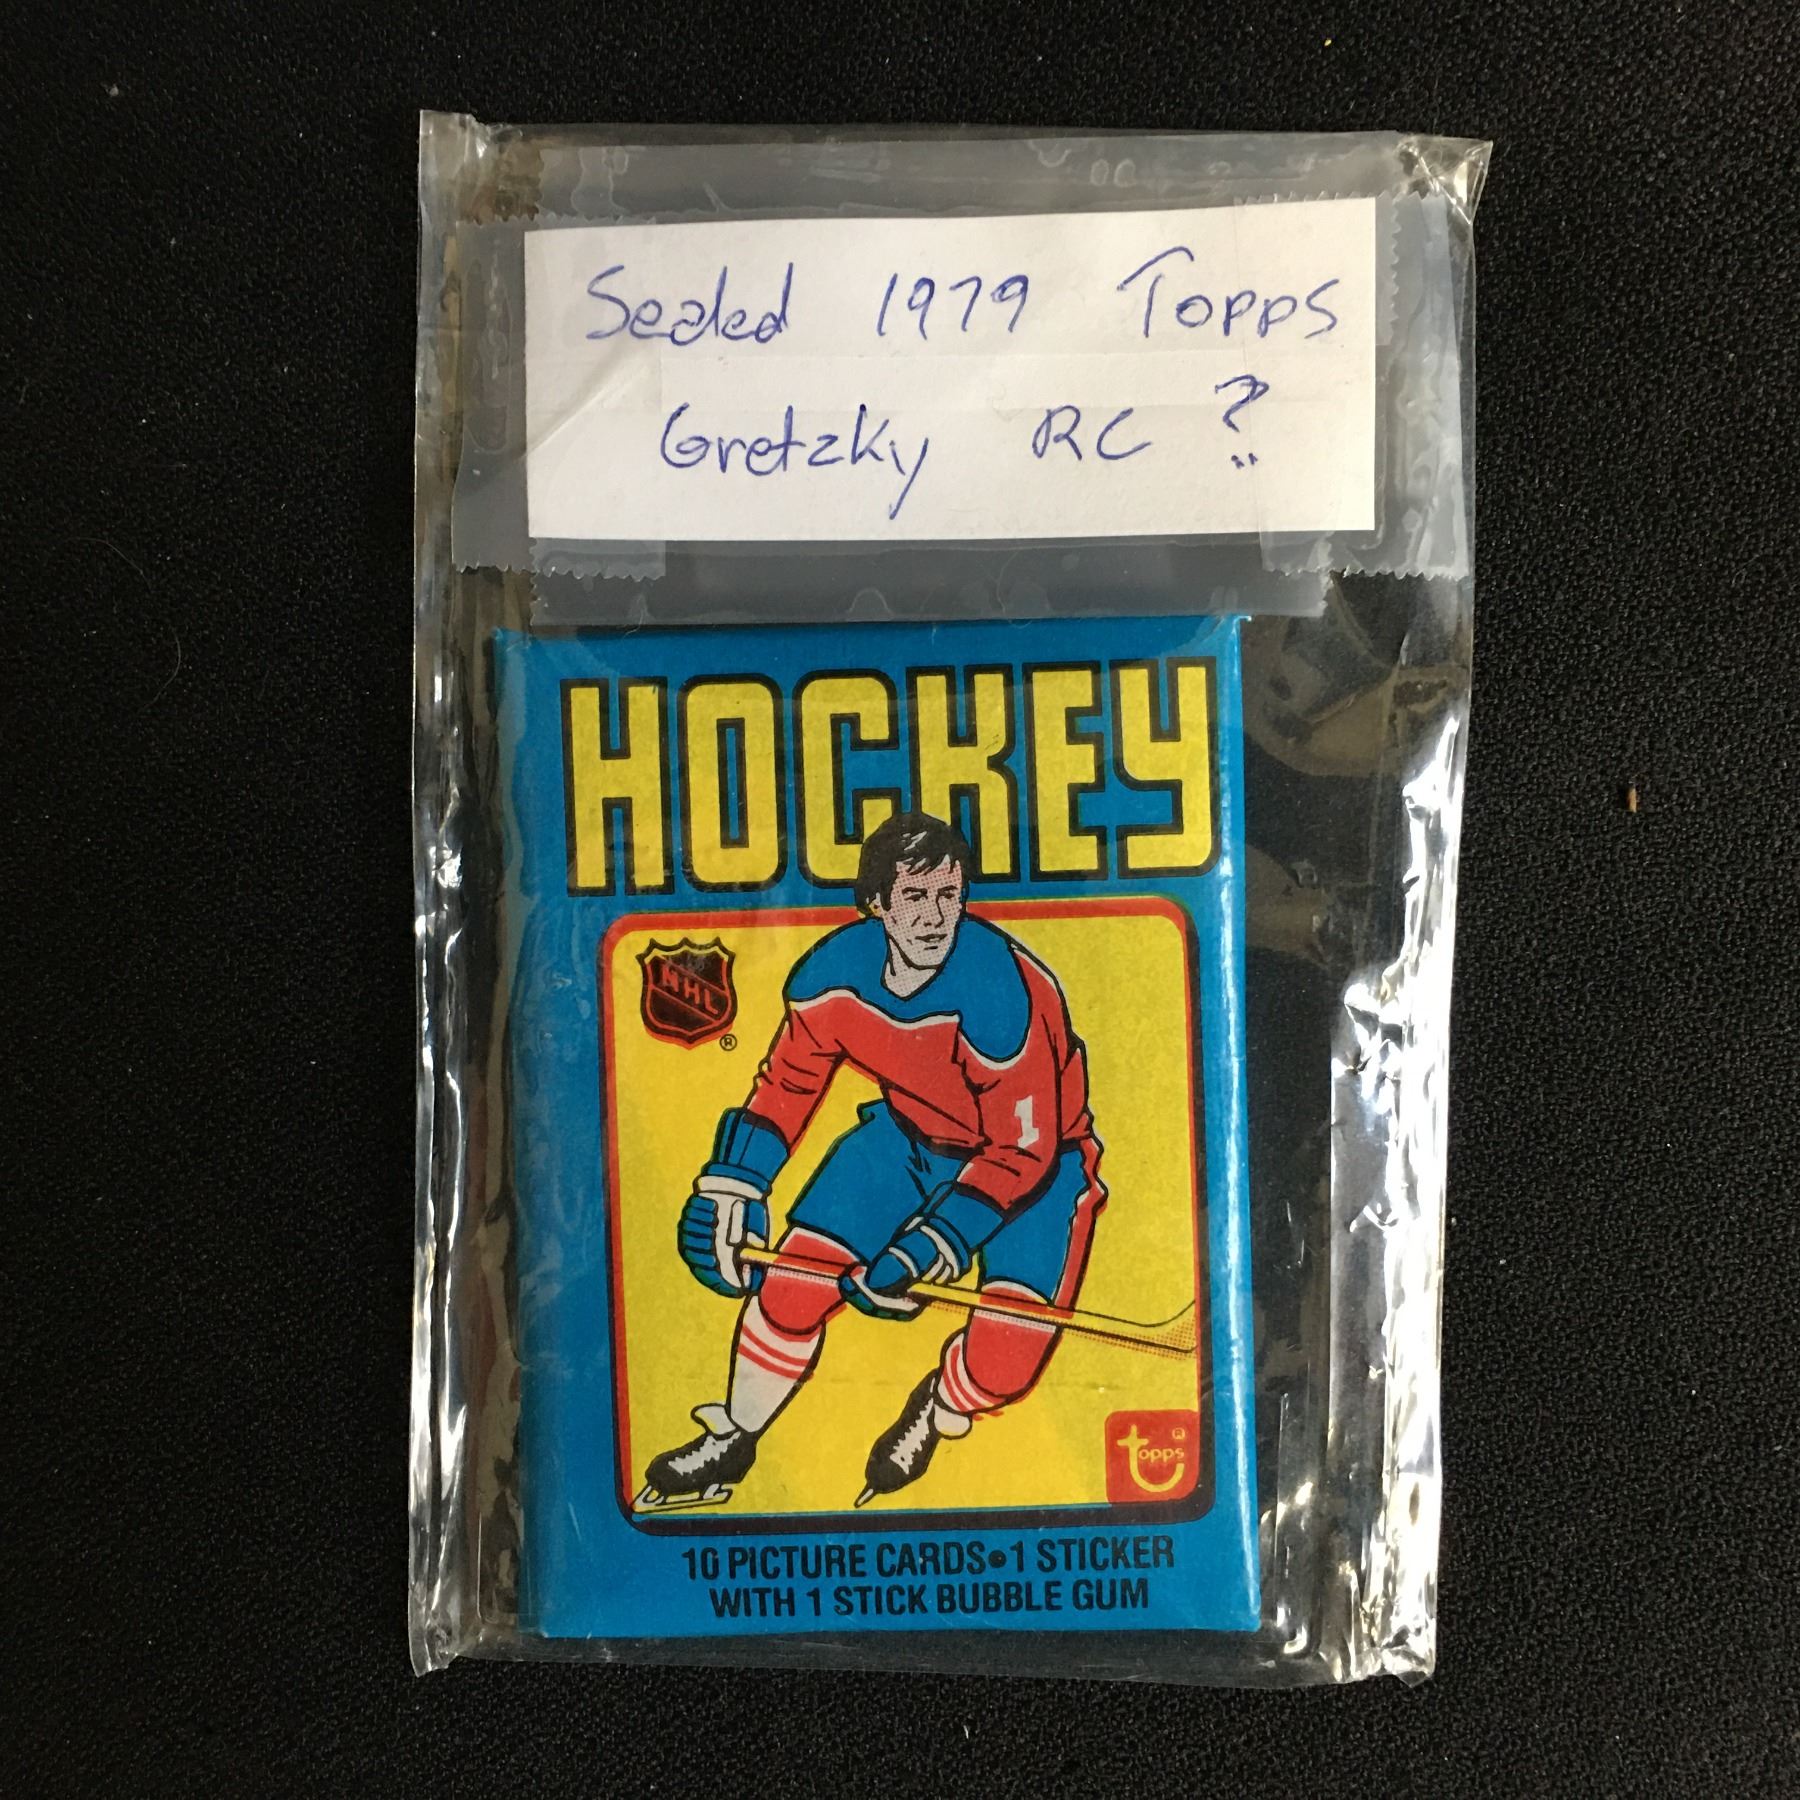 Sealed 1979 Topps
Gretzky RC ?
HOCKEY
NHL
®
1
topps ®
10 PICTURE CARDS•1 STICKER
WITH 1 STICK BUBBLE GUM